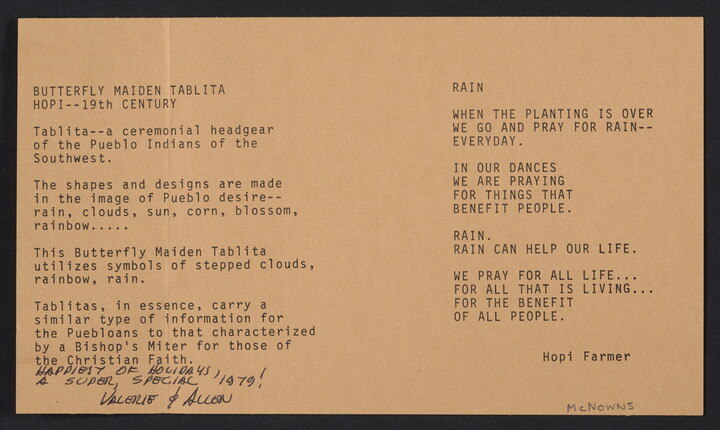 BUTTERFLY MAIDEN TABLITA
HOPI--19th CENTURY
Tablita--a ceremonial headgear
of the Pueblo Indians of the
Southwest.
The shapes and designs are made
in the image of Pueblo desire--
rain, clouds, sun, corn, blossom,
rainbow.....
This Butterfly Maiden Tablita
utilizes symbols of stepped clouds,
rainbow, rain.
Tablitas, in essence, carry a
similar type of information for
the Puebloans to that characterized
by a Bishop's Miter for those of
the Christian Faith.
HAPPIEST OF HOLIDAYS,
A SUPER, SPECIAL 1979!
VALERIE & ALLEN
RAIN
WHEN THE PLANTING IS OVER
WE GO AND PRAY FOR RAIN--
EVERYDAY.
IN OUR DANCES
WE ARE PRAYING
FOR THINGS THAT
BENEFIT PEOPLE.
RAIN.
RAIN CAN HELP OUR LIFE.
WE PRAY FOR ALL LIFE...
FOR ALL THAT IS LIVING...
FOR THE BENEFIT
OF ALL PEOPLE.
Hopi Farmer
McNOWNS